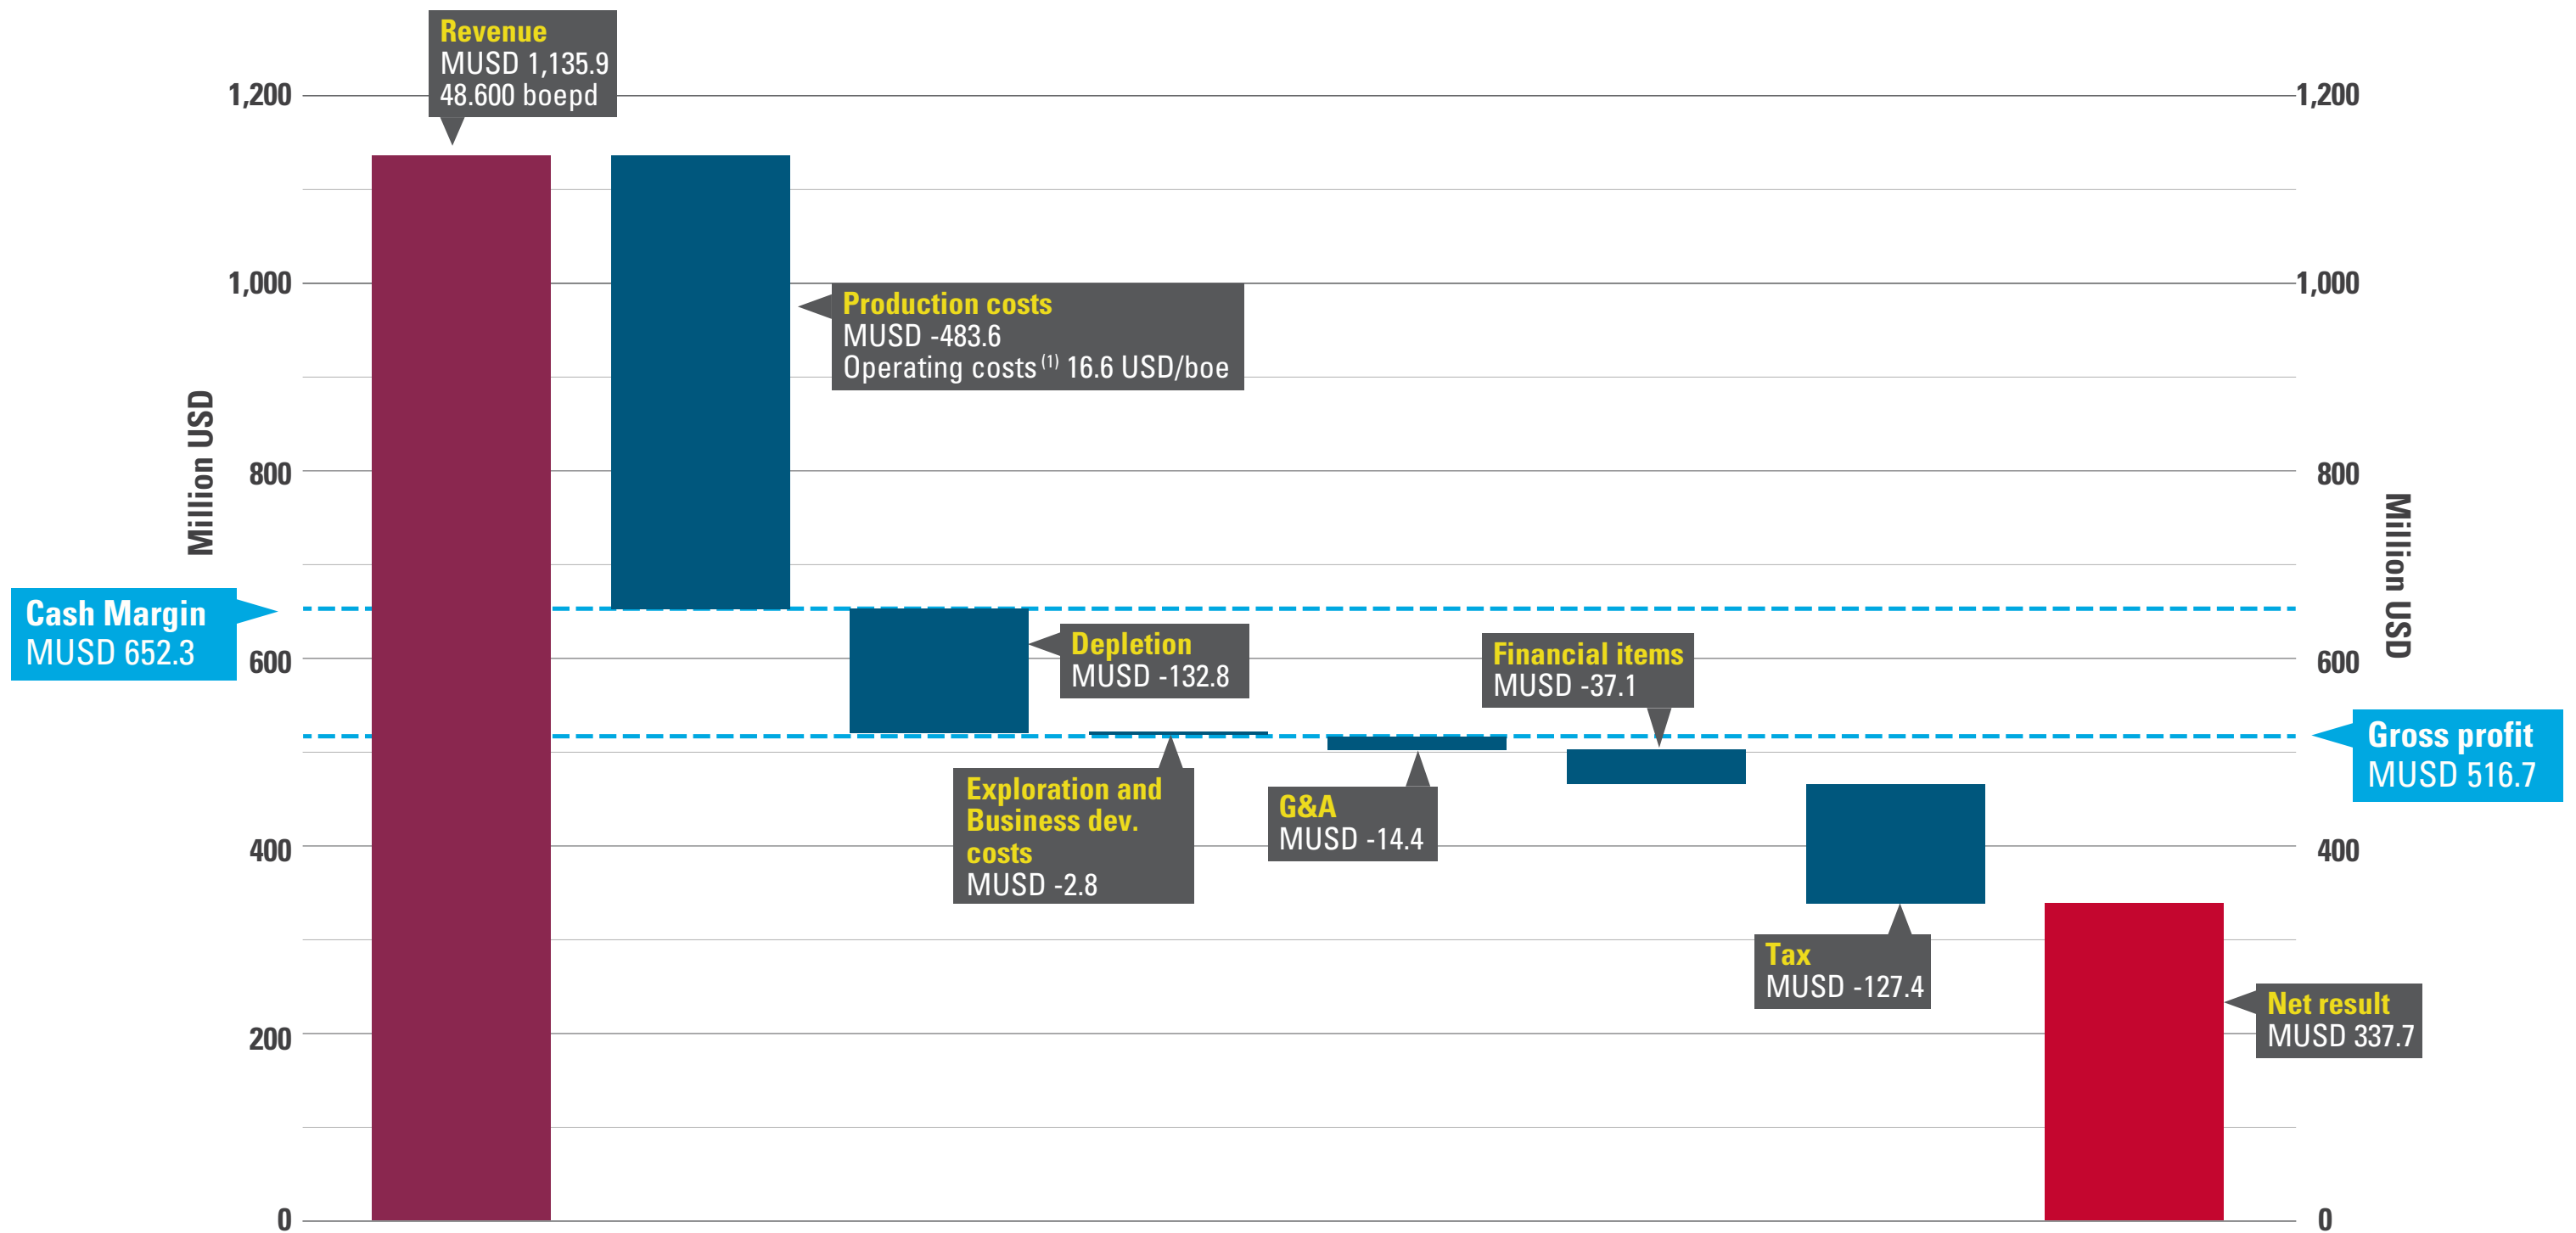 Revenue
MUSD 1,135.9
48.600 boepd
1,200
1,200
1,000
1,000
Production costs
MUSD -483.6
Operating costs (1) 16.6 USD/boe
Million USD
800
800
Million USD
Cash Margin
MUSD 652.3
600
600
Depletion
MUSD -132.8
Financial items
MUSD -37.1
Gross profit
MUSD 516.7
Exploration and
Business dev.
costs
MUSD -2.8
G&A
MUSD -14.4
400
400
Tax
MUSD -127.4
Net result
MUSD 337.7
200
200
0
0